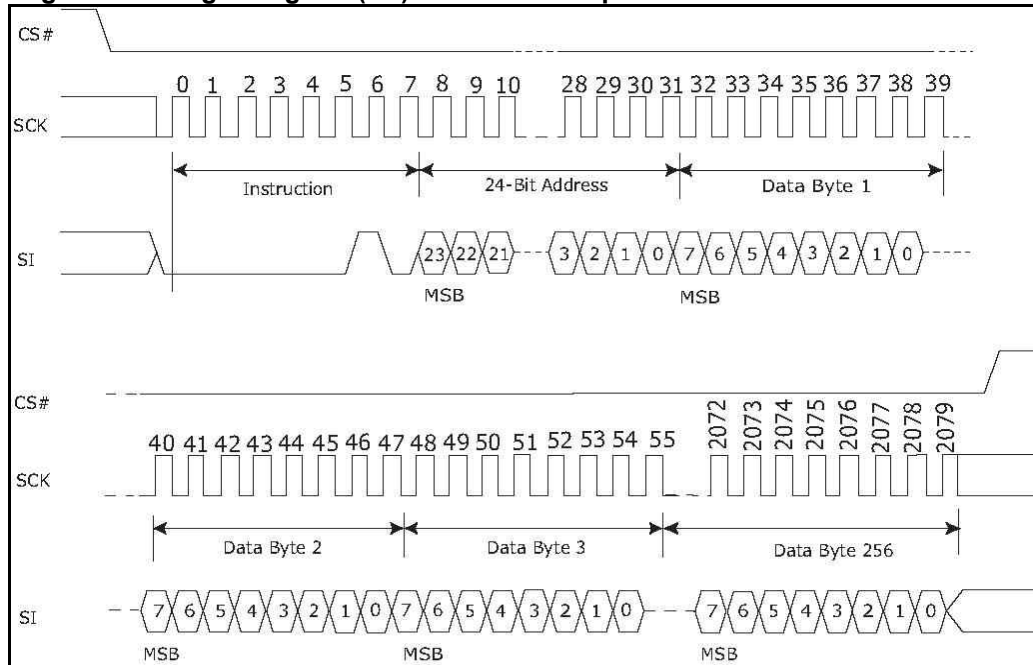 CS#
0 1 2 3 4 5 6 7 8 9 10 28 29 30 31 32 33 34 35 36 37 38 39
SCK
Instruction 24-Bit Address Data Byte 1
SI
23 22 21 3 2 1 0 7 6 5 4 3 2 1 0
MSB MSB
CS#
40 41 42 43 44 45 46 47 48 49 50 51 52 53 54 55 2072 2073 2074 2075 2076 2077 2078 2079
SCK
Data Byte 2 Data Byte 3 Data Byte 256
SI
7 6 5 4 3 2 1 0 7 6 5 4 3 2 1 0 7 6 5 4 3 2 1 0
MSB MSB MSB